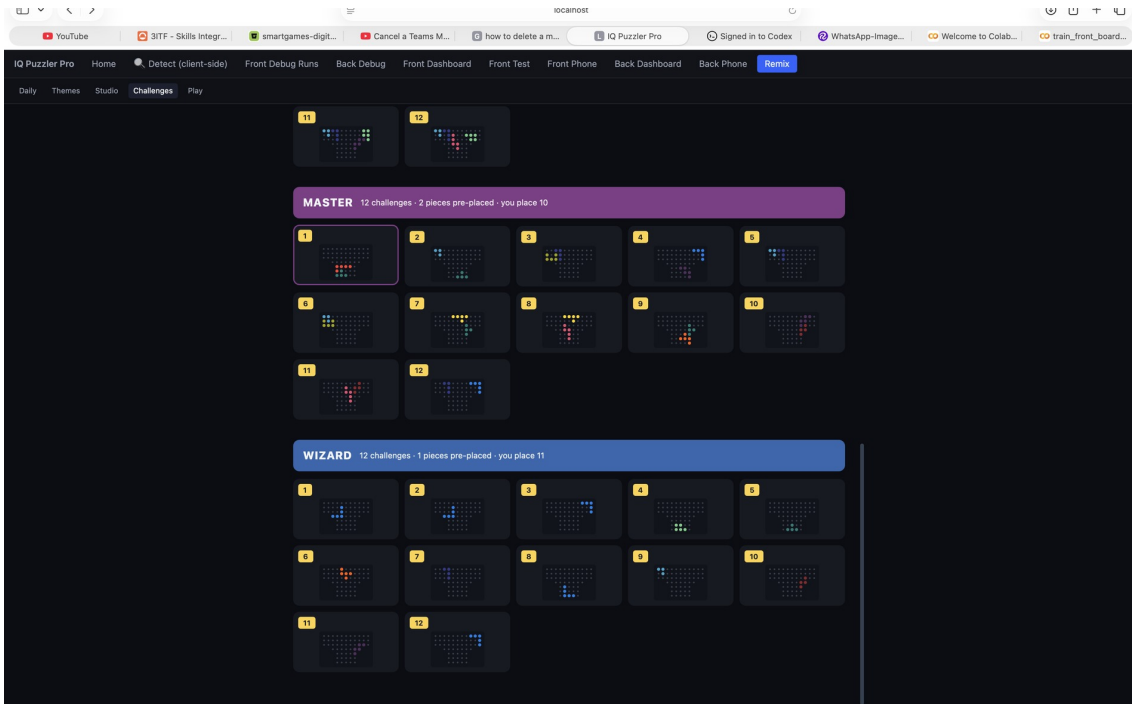 localhost
YouTube
3ITF - Skills Integr...
smartgames-digit...
Cancel a Teams M...
G how to delete a m...
L IQ Puzzler Pro
Signed in to Codex
WhatsApp-Image...
Welcome to Colab...
train_front_board...
IQ Puzzler Pro Home Detect (client-side) Front Debug Runs Back Debug Front Dashboard Front Test Front Phone Back Dashboard Back Phone Remix
Daily Themes Studio Challenges Play
11 12
MASTER 12 challenges · 2 pieces pre-placed · you place 10
1 2 3 4 5
6 7 8 9 10
11 12
WIZARD 12 challenges · 1 pieces pre-placed · you place 11
1 2 3 4 5
6 7 8 9 10
11 12